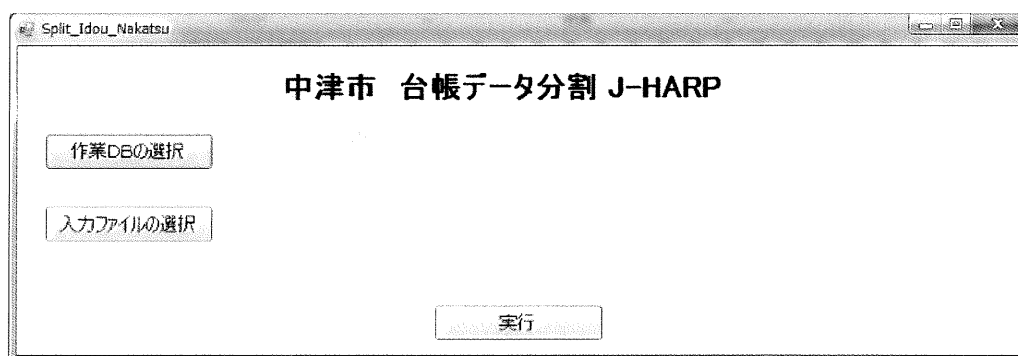 Split_Idou_Nakatsu
中津市 台帳データ分割 J-HARP
作業DBの選択
入力ファイルの選択
実行